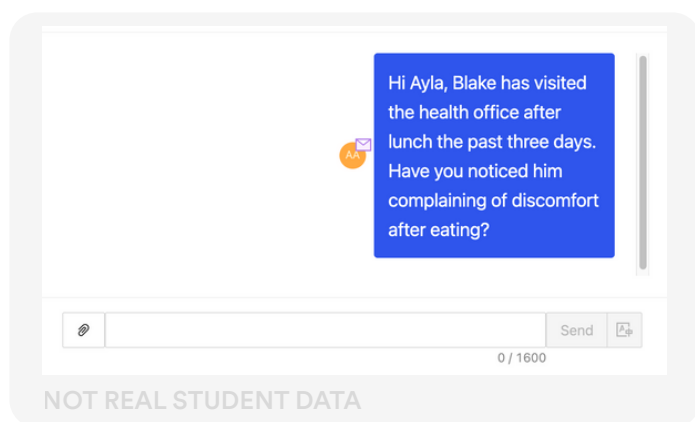 Hi Ayla, Blake has visited
the health office after
lunch the past three days.
Have you noticed him
complaining of discomfort
after eating?
AA
Send
0 / 1600
NOT REAL STUDENT DATA